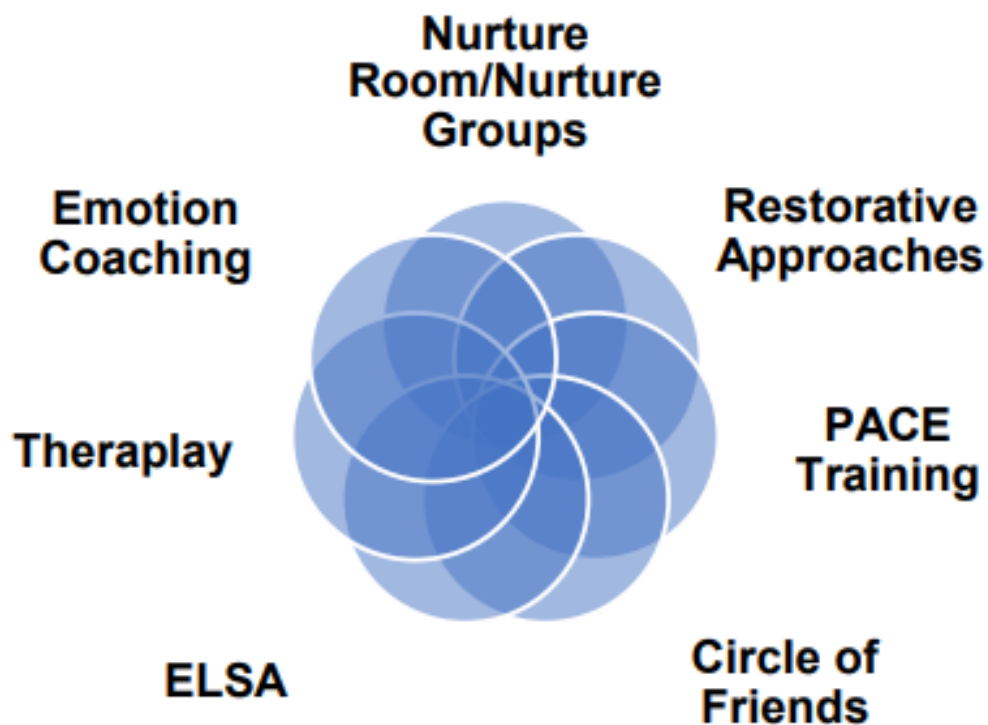 Nurture
Room/Nurture
Groups
Emotion
Coaching
Restorative
Approaches
Theraplay
PACE
Training
ELSA
Circle of
Friends